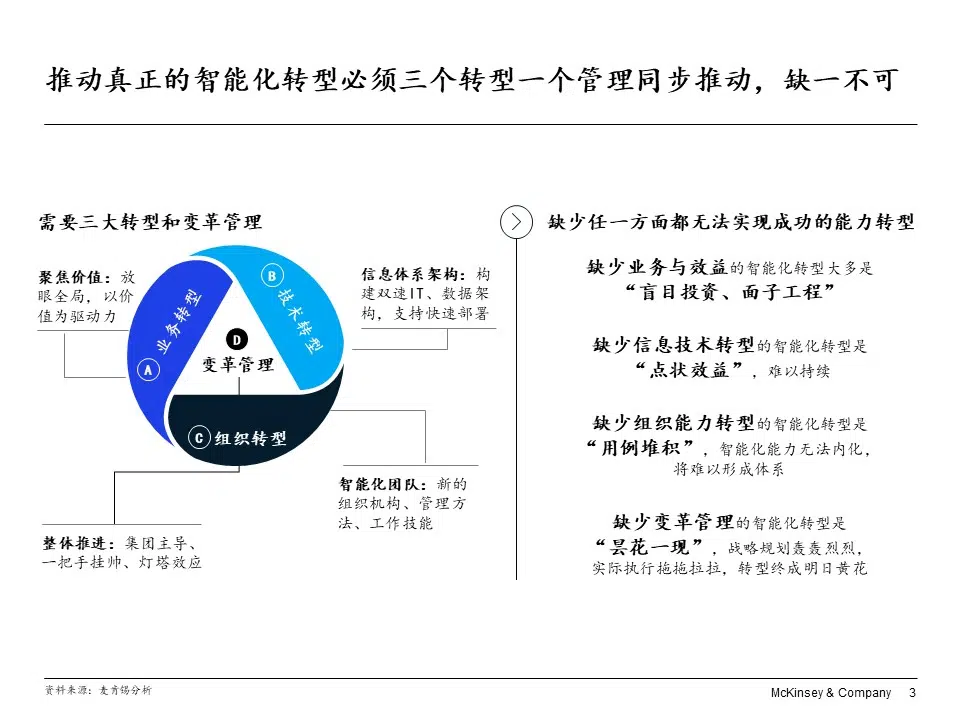 推动真正的智能化转型必须三个转型一个管理同步推动，缺一不可
需要三大转型和变革管理
聚焦价值：放
眼全局，以价
值为驱动力
A 业务转型
B 技术转型
信息体系架构：构
建双速IT、数据架
构，支持快速部署
D
变革管理
C 组织转型
智能化团队：新的
组织机构、管理方
法、工作技能
整体推进：集团主导、
一把手挂帅、灯塔效应
缺少任一方面都无法实现成功的能力转型
缺少业务与效益的智能化转型大多是
“盲目投资、面子工程”
缺少信息技术转型的智能化转型是
“点状效益”，难以持续
缺少组织能力转型的智能化转型是
“用例堆积”，智能化能力无法内化，
将难以形成体系
缺少变革管理的智能化转型是
“昙花一现”，战略规划轰轰烈烈，
实际执行拖拖拉拉，转型终成明日黄花
资料来源：麦肯锡分析
McKinsey & Company 3